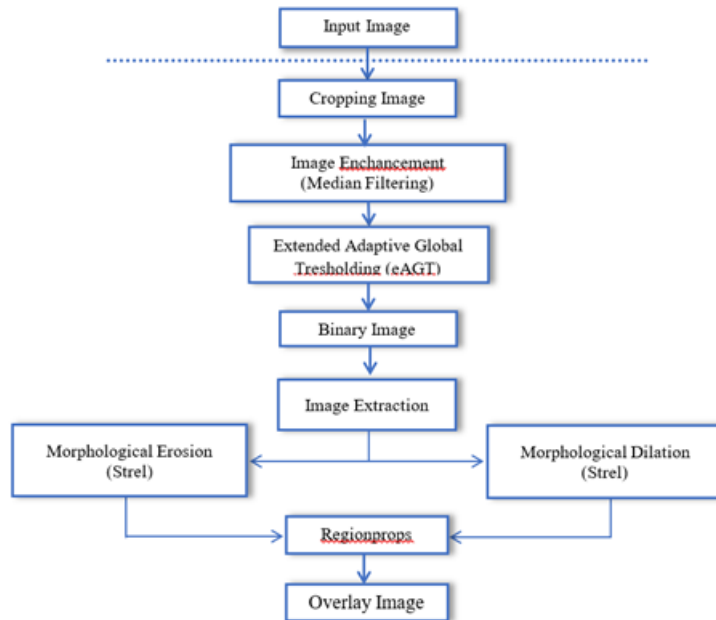 Input Image
Cropping Image
Image Enchancement
(Median Filtering)
Extended Adaptive Global
Tresholding (eAGT)
Binary Image
Image Extraction
Morphological Erosion
(Strel)
Morphological Dilation
(Strel)
Regionprops
Overlay Image